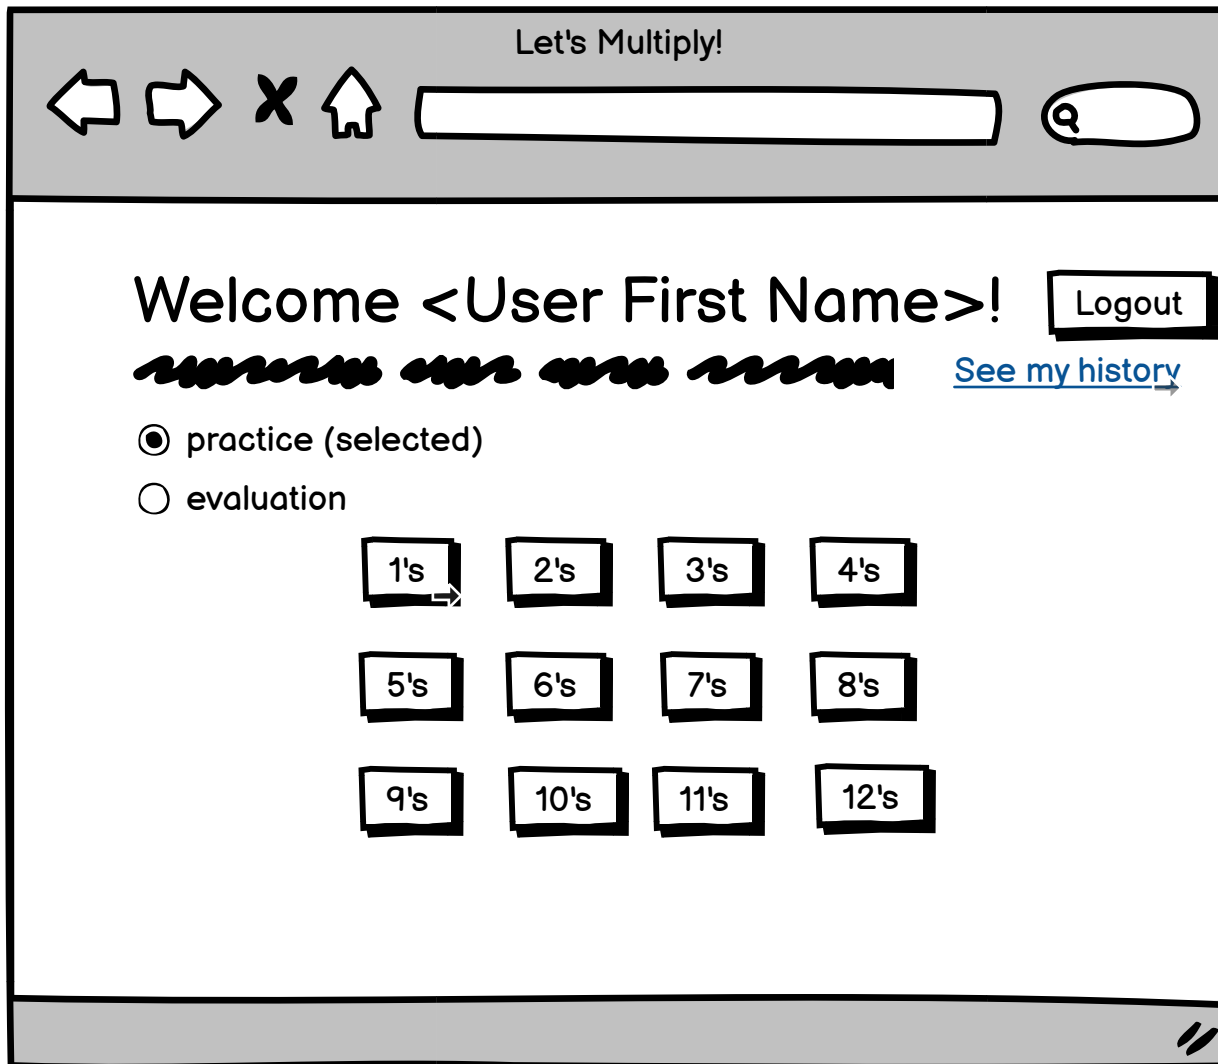 Let's Multiply!
Welcome <User First Name>!
Logout
See my history
practice (selected)
evaluation
1's 2's 3's 4's
5's 6's 7's 8's
9's 10's 11's 12's